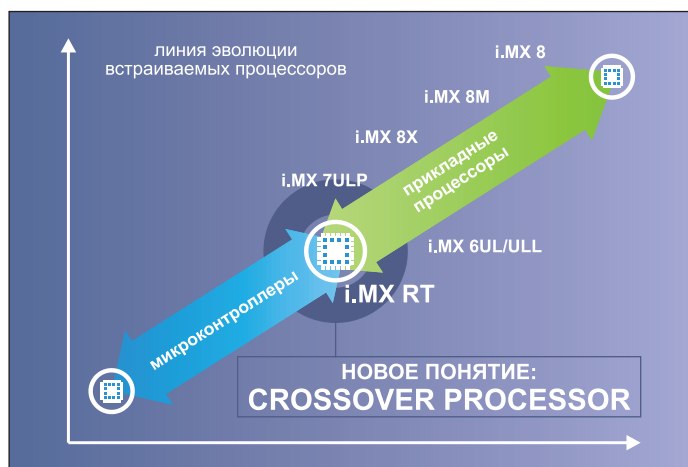 линия эволюции
встраиваемых процессоров
i.MX 8
i.MX 8M
i.MX 8X
i.MX 7ULP
прикладные
процессоры
i.MX 6UL/ULL
i.MX RT
микроконтроллеры
НОВОЕ ПОНЯТИЕ:
CROSSOVER PROCESSOR